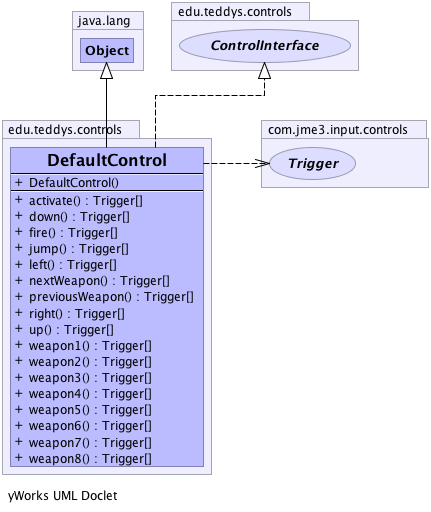 java.lang
Object
edu.teddys.controls
ControlInterface
edu.teddys.controls
DefaultControl
+ DefaultControl()
+ activate() : Trigger[]
+ down() : Trigger[]
+ fire() : Trigger[]
+ jump() : Trigger[]
+ left() : Trigger[]
+ nextWeapon() : Trigger[]
+ previousWeapon() : Trigger[]
+ right() : Trigger[]
+ up() : Trigger[]
+ weapon1() : Trigger[]
+ weapon2() : Trigger[]
+ weapon3() : Trigger[]
+ weapon4() : Trigger[]
+ weapon5() : Trigger[]
+ weapon6() : Trigger[]
+ weapon7() : Trigger[]
+ weapon8() : Trigger[]
com.jme3.input.controls
Trigger
yWorks UML Doclet